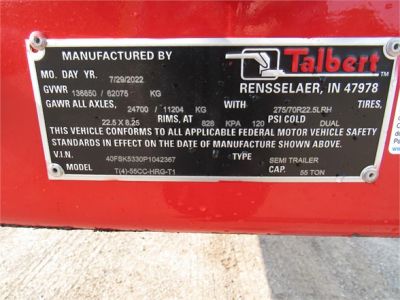 MANUFACTURED BY Talbert™
MO. DAY YR. 7/29/2022 RENSSELAER, IN 47978
GVWR 136850 / 62075 KG
GAWR ALL AXLES, 24700 / 11204 KG WITH 275/70R22.5LRH TIRES,
22.5 X 8.25 RIMS, AT 828 KPA 120 PSI COLD DUAL
THIS VEHICLE CONFORMS TO ALL APPLICABLE FEDERAL MOTOR VEHICLE SAFETY
STANDARDS IN EFFECT ON DATE OF MANUFACTURE SHOWN ABOVE.
V.I.N. 40FSK5330P1042367 TYPE SEMI TRAILER
MODEL T(4)-55CC-HRG-T1 CAP. 55 TON